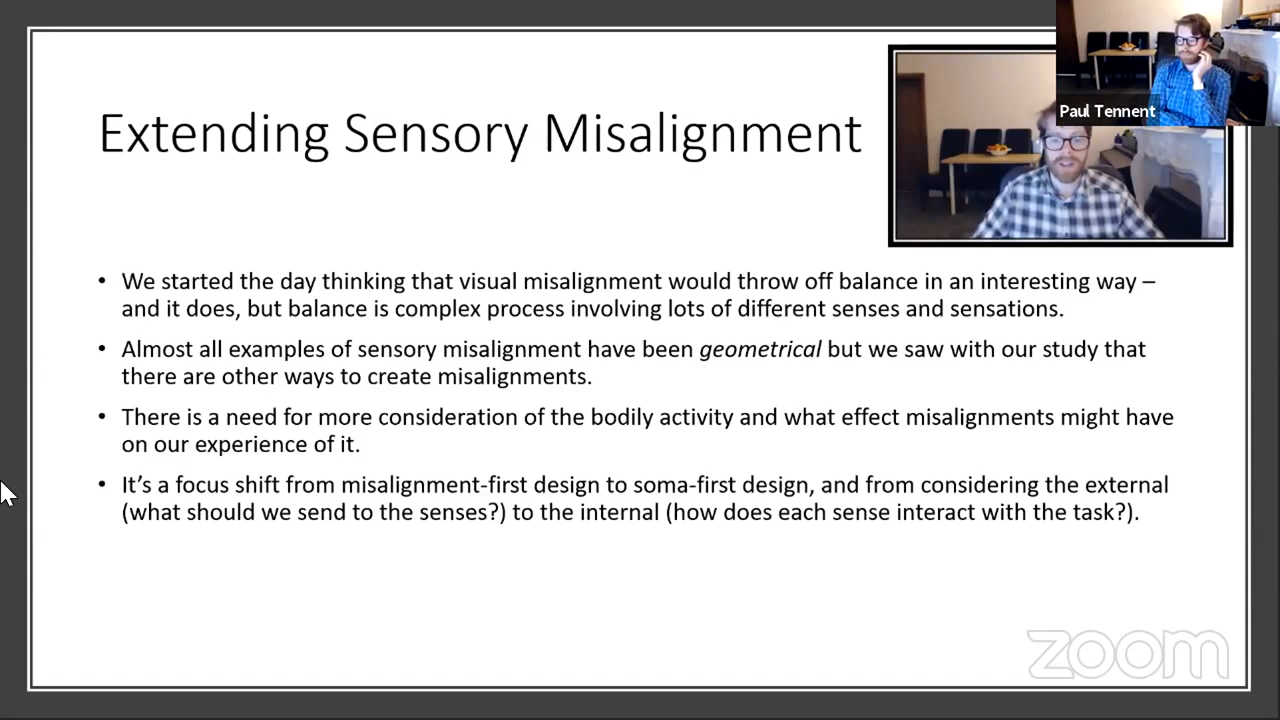 Extending Sensory Misalignment
Paul Tennent
• We started the day thinking that visual misalignment would throw off balance in an interesting way –
and it does, but balance is complex process involving lots of different senses and sensations.
• Almost all examples of sensory misalignment have been geometrical but we saw with our study that
there are other ways to create misalignments.
• There is a need for more consideration of the bodily activity and what effect misalignments might have
on our experience of it.
• It’s a focus shift from misalignment-first design to soma-first design, and from considering the external
(what should we send to the senses?) to the internal (how does each sense interact with the task?).
zoom